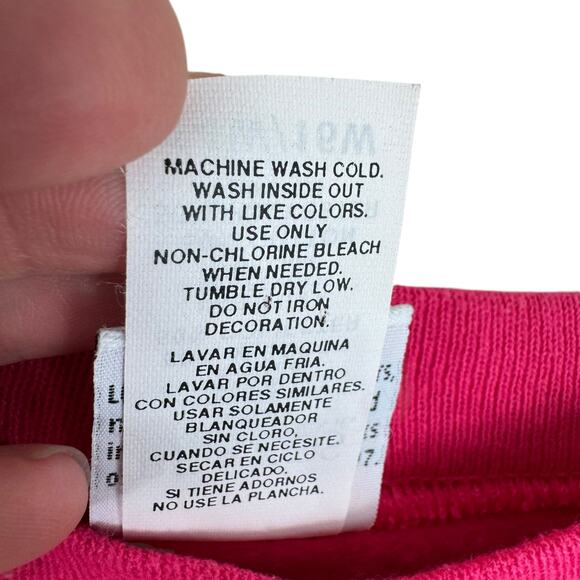 MACHINE WASH COLD.
WASH INSIDE OUT
WITH LIKE COLORS.
USE ONLY
NON-CHLORINE BLEACH
WHEN NEEDED.
TUMBLE DRY LOW.
DO NOT IRON
DECORATION.
LAVAR EN MAQUINA
EN AGUA FRIA.
LAVAR POR DENTRO
CON COLORES SIMILARES.
USAR SOLAMENTE
BLANQUEADOR
SIN CLORO,
CUANDO SE NECESITE.
SECAR EN CICLO
DELICADO.
SI TIENE ADORNOS
NO USE LA PLANCHA.